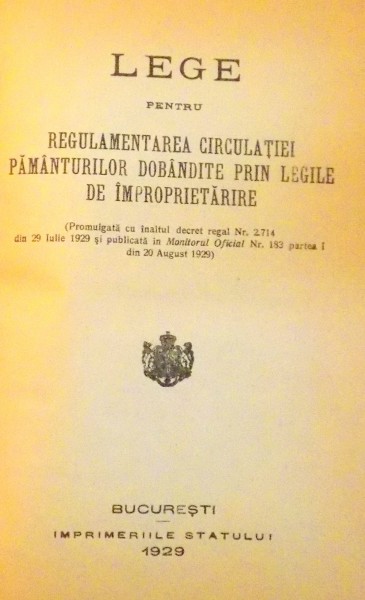 LEGE
PENTRU
REGULAMENTAREA CIRCULAȚIEI
PĂMÂNTURILOR DOBÂNDITE PRIN LEGILE
DE ÎMPROPRIETĂRIRE
(Promulgată cu înaltul decret regal Nr. 2.714
din 29 Iulie 1929 și publicată în Monitorul Oficial Nr. 183 partea I
din 20 August 1929)
BUCUREȘTI
IMPRIMERIILE STATULUI
1929